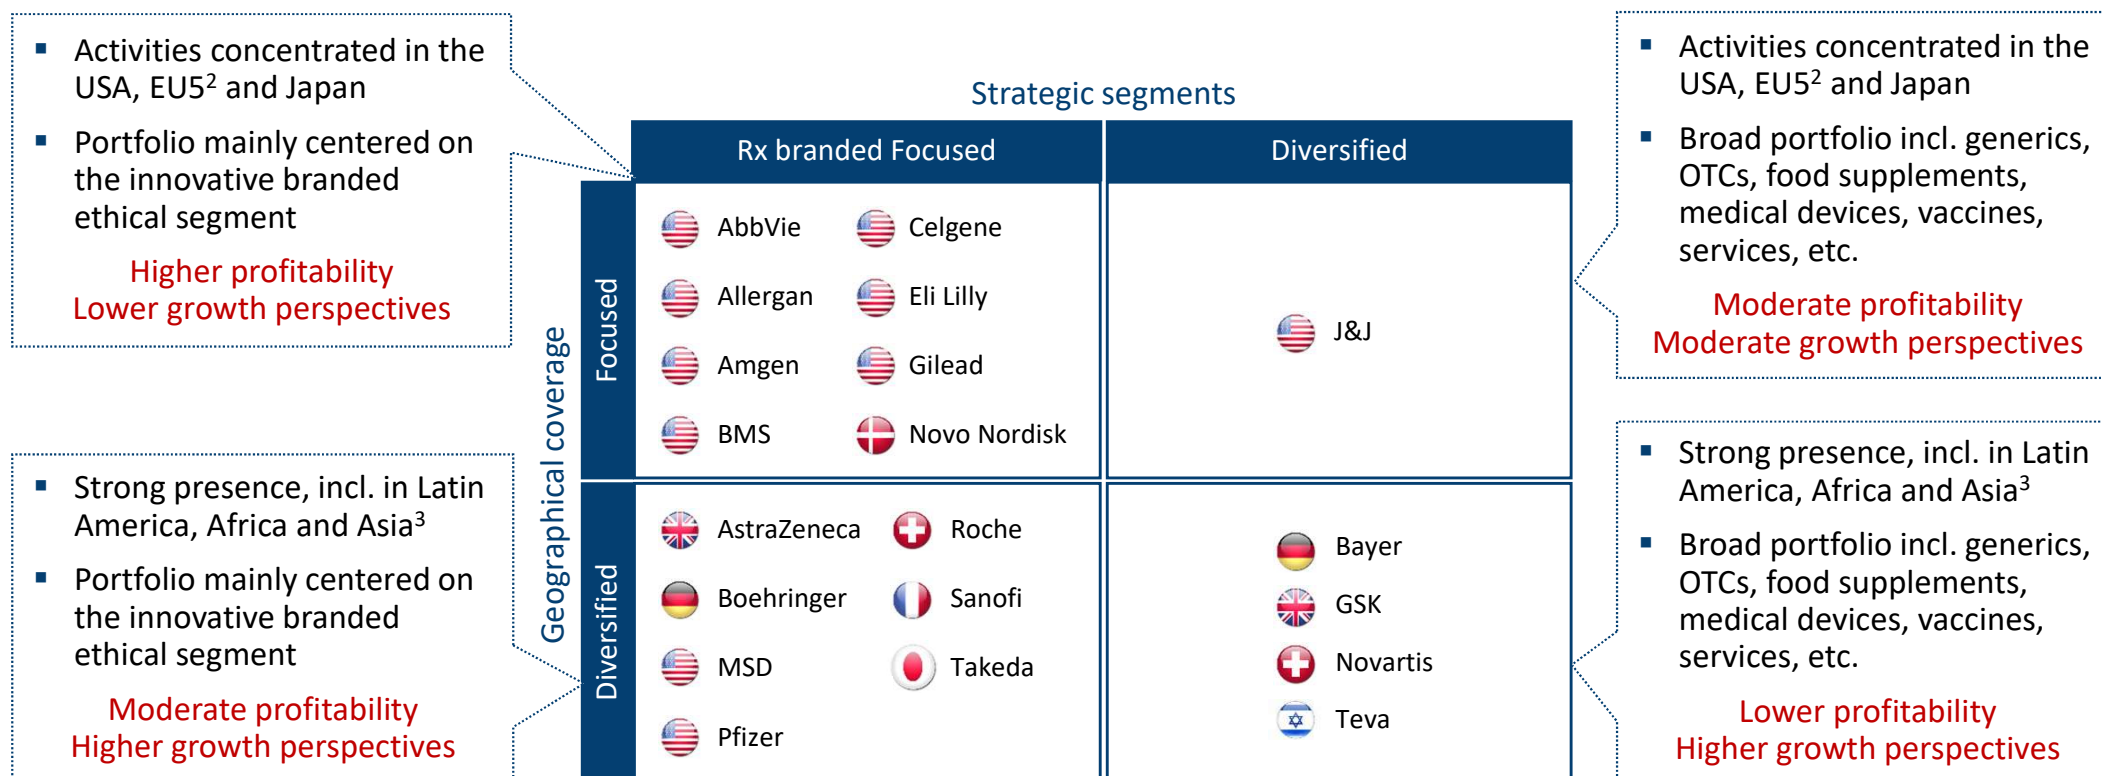 ▪ Activities concentrated in the
USA, EU5² and Japan
▪ Portfolio mainly centered on
the innovative branded
ethical segment
Higher profitability
Lower growth perspectives
▪ Strong presence, incl. in Latin
America, Africa and Asia³
▪ Portfolio mainly centered on
the innovative branded
ethical segment
Moderate profitability
Higher growth perspectives
Strategic segments
Rx branded Focused
Diversified
Geographical coverage
Focused
AbbVie
Celgene
Allergan
Eli Lilly
Amgen
Gilead
BMS
Novo Nordisk
J&J
Diversified
AstraZeneca
Roche
Boehringer
Sanofi
MSD
Takeda
Pfizer
Bayer
GSK
Novartis
Teva
▪ Activities concentrated in the
USA, EU5² and Japan
▪ Broad portfolio incl. generics,
OTCs, food supplements,
medical devices, vaccines,
services, etc.
Moderate profitability
Moderate growth perspectives
▪ Strong presence, incl. in Latin
America, Africa and Asia³
▪ Broad portfolio incl. generics,
OTCs, food supplements,
medical devices, vaccines,
services, etc.
Lower profitability
Higher growth perspectives